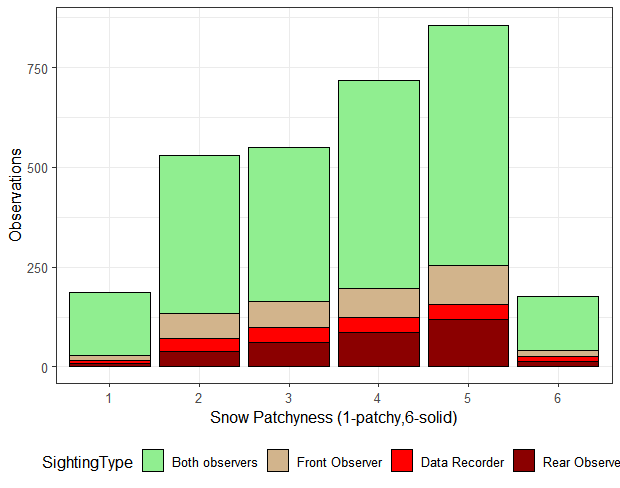 Observations
750
500
250
0
1 2 3 4 5 6
Snow Patchyness (1-patchy,6-solid)
SightingType Both observers Front Observer Data Recorder Rear Observe